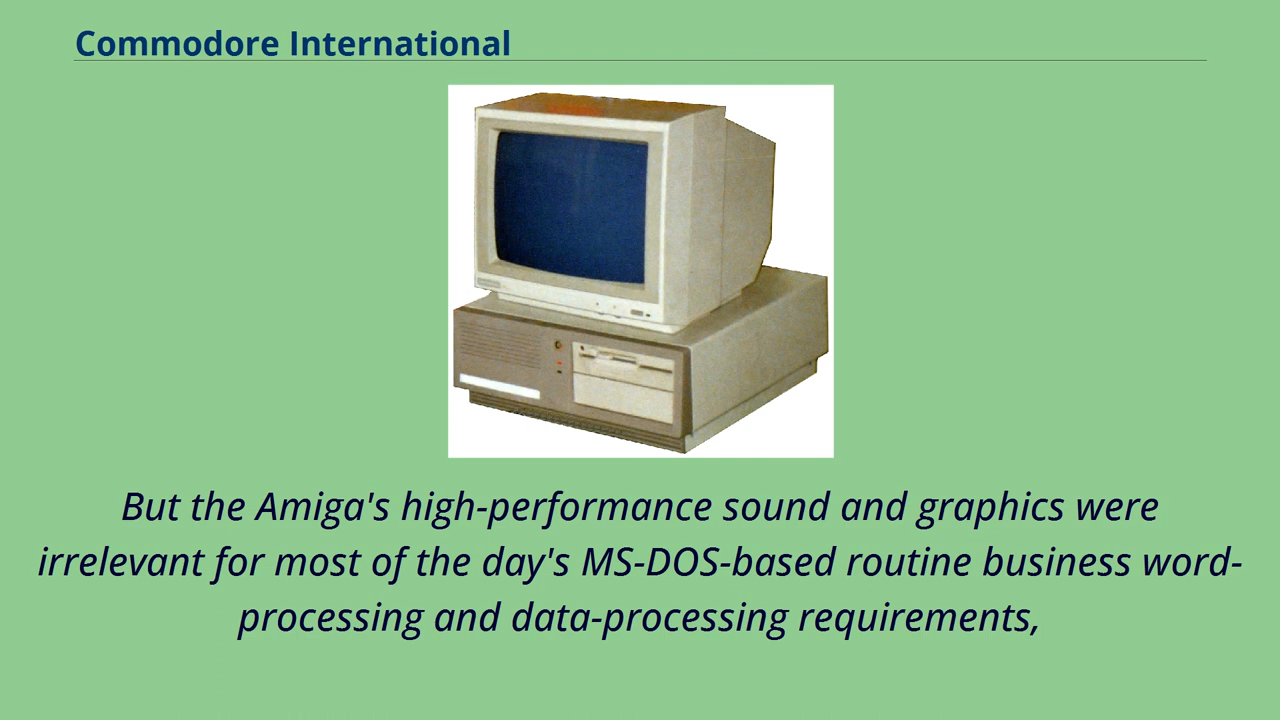 Commodore International
But the Amiga's high-performance sound and graphics were
irrelevant for most of the day's MS-DOS-based routine business word-
processing and data-processing requirements,